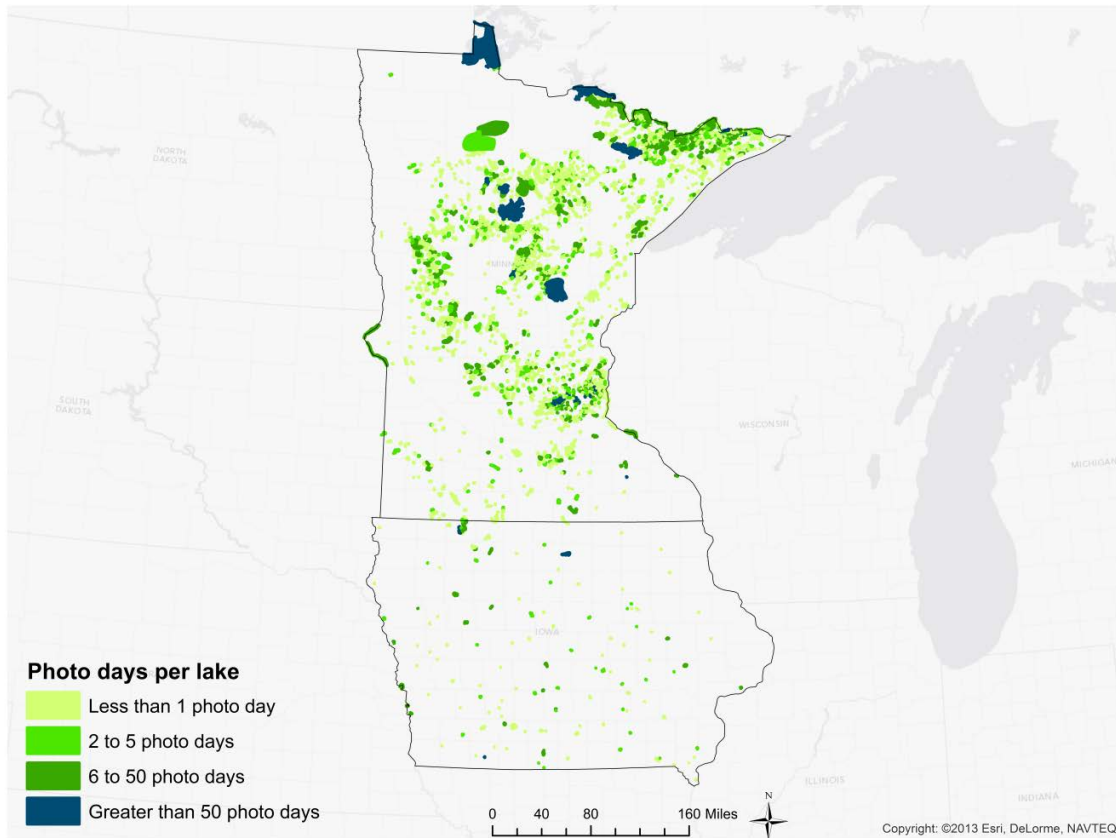 NORTH
DAKOTA
MINN
SOUTH
DAKOTA
WISCONSIN
MICHIGAN
IOWA
ILLINOIS
INDIANA
Photo days per lake
Less than 1 photo day
2 to 5 photo days
6 to 50 photo days
Greater than 50 photo days
0 40 80 160 Miles
N
Copyright: ©2013 Esri, DeLorme, NAVTEQ